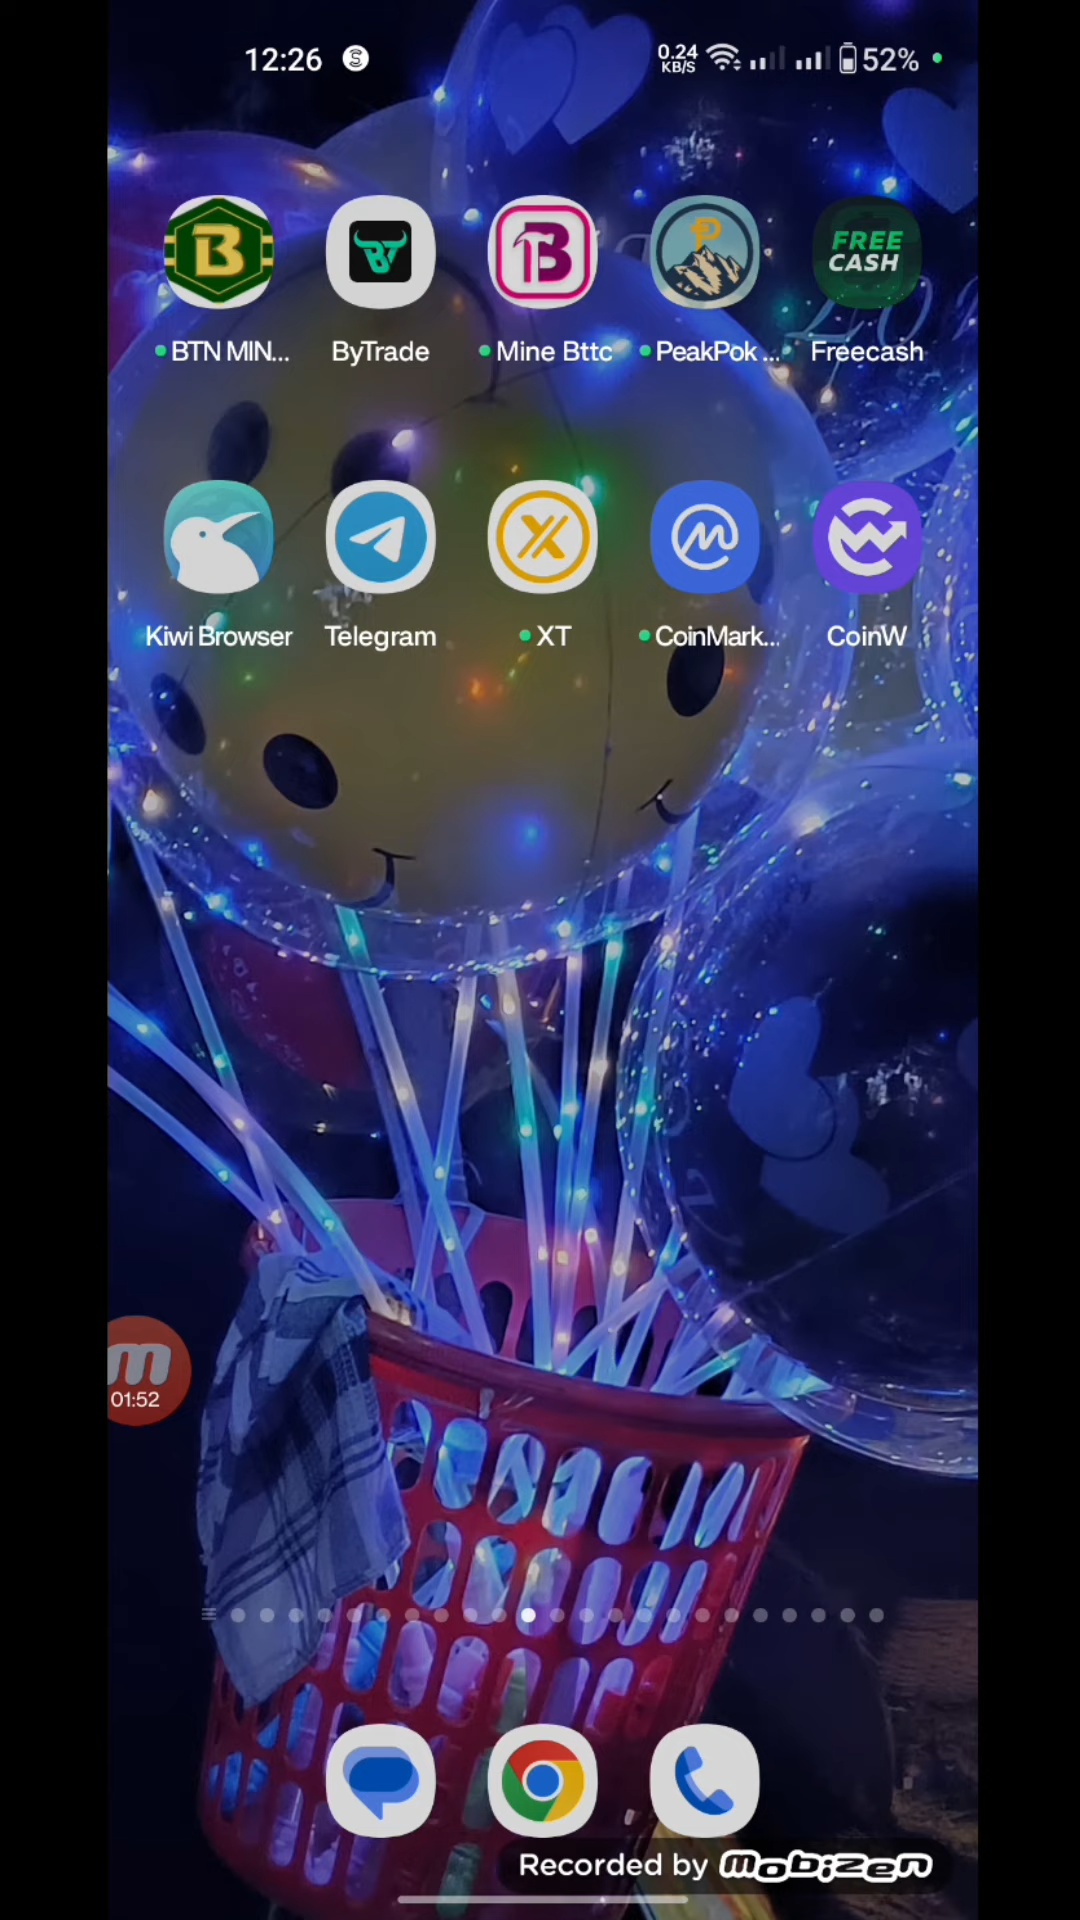 12:26
0.24 KB/S
52%
FREE CASH
BTN MIN...
ByTrade
Mine Bttc
PeakPok ...
Freecash
Kiwi Browser
Telegram
XT
CoinMark...
CoinW
01:52
Recorded by mobizen